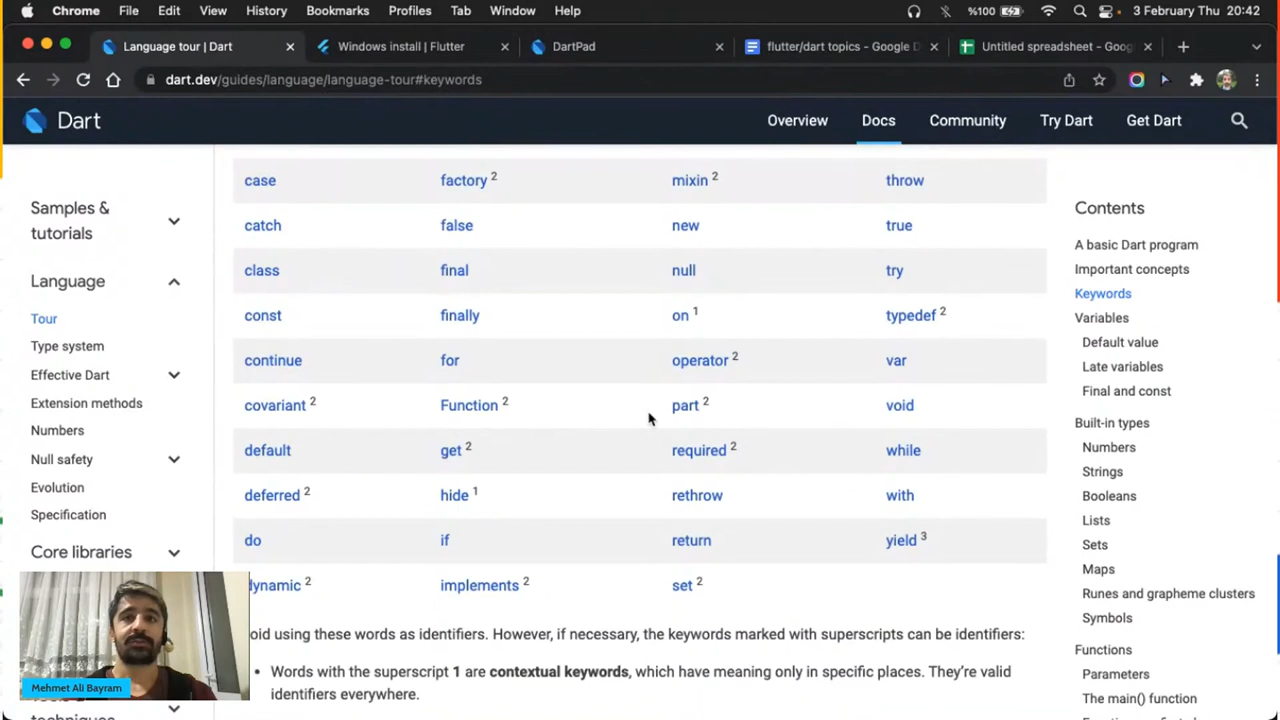 Chrome File Edit View History Bookmarks Profiles Tab Window Help %100 3 February Thu 20:42
Language tour | Dart Windows install | Flutter DartPad flutter/dart topics - Google D Untitled spreadsheet - Goog
dart.dev/guides/language/language-tour#keywords
Dart Overview Docs Community Try Dart Get Dart
Samples &
tutorials
Language
Tour
Type system
Effective Dart
Extension methods
Numbers
Null safety
Evolution
Specification
Core libraries
techniques
case factory 2 mixin 2 throw
catch false new true
class final null try
const finally on 1 typedef 2
continue for operator 2 var
covariant 2 Function 2 part 2 void
default get 2 required 2 while
deferred 2 hide 1 rethrow with
do if return yield 3
dynamic 2 implements 2 set 2
oid using these words as identifiers. However, if necessary, the keywords marked with superscripts can be identifiers:
• Words with the superscript 1 are contextual keywords, which have meaning only in specific places. They're valid
identifiers everywhere.
Contents
A basic Dart program
Important concepts
Keywords
Variables
Default value
Late variables
Final and const
Built-in types
Numbers
Strings
Booleans
Lists
Sets
Maps
Runes and grapheme clusters
Symbols
Functions
Parameters
The main() function
Mehmet Ali Bayram